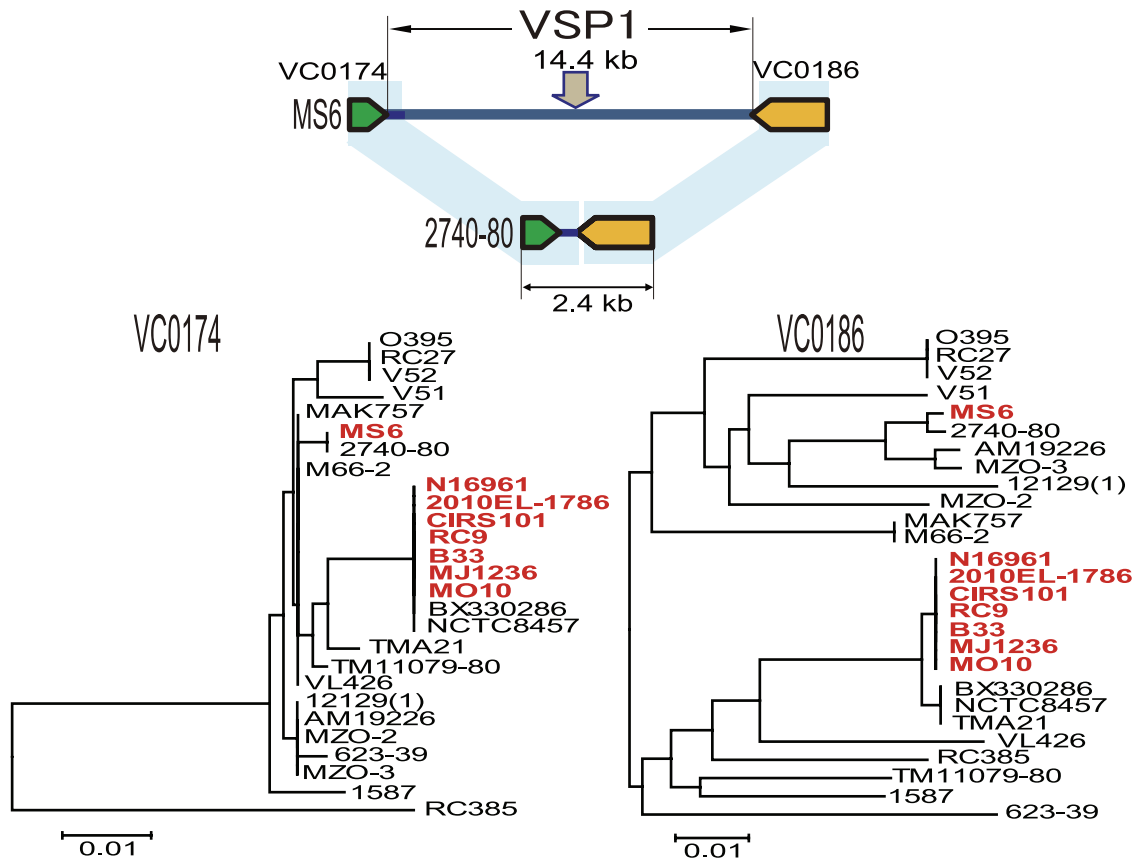 VSP1
14.4 kb
VC0174
VC0186
MS6
2740-80
2.4 kb
VC0174
O395
RC27
V52
V51
MAK757
MS6
2740-80
M66-2
N16961
2010EL-1786
CIRS101
RC9
B33
MJ1236
MO10
BX330286
NCTC8457
TMA21
TM11079-80
VL426
12129(1)
AM19226
MZO-2
623-39
MZO-3
1587
RC385
0.01
VC0186
O395
RC27
V52
V51
MS6
2740-80
AM19226
MZO-3
12129(1)
MZO-2
MAK757
M66-2
N16961
2010EL-1786
CIRS101
RC9
B33
MJ1236
MO10
BX330286
NCTC8457
TMA21
VL426
RC385
TM11079-80
1587
623-39
0.01